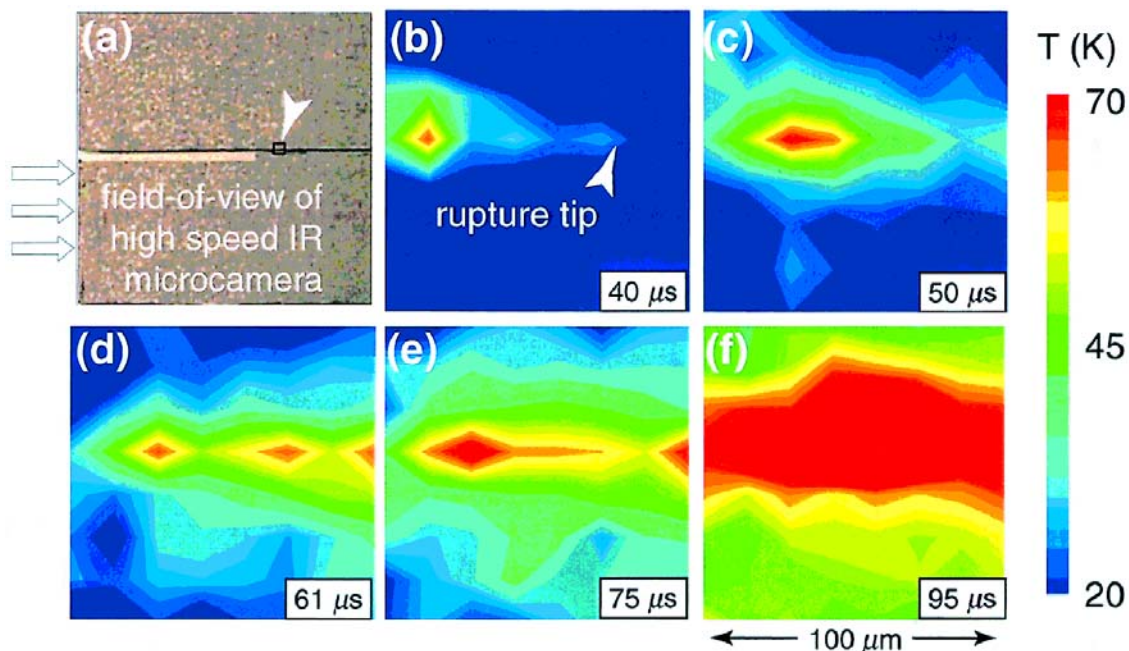 (a)
field-of-view of
high speed IR
microcamera
(b)
rupture tip
40 μs
(c)
50 μs
T (K)
70
45
20
(d)
61 μs
(e)
75 μs
(f)
95 μs
100 μm